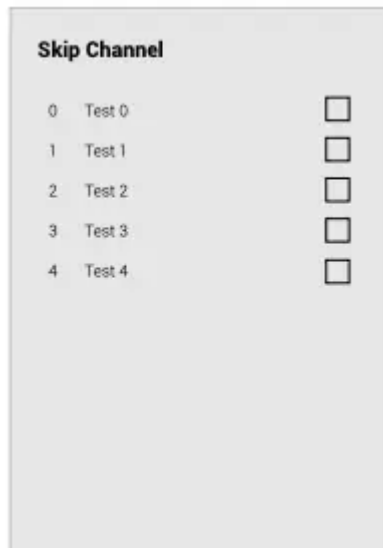 Skip Channel
0 Test 0
1 Test 1
2 Test 2
3 Test 3
4 Test 4